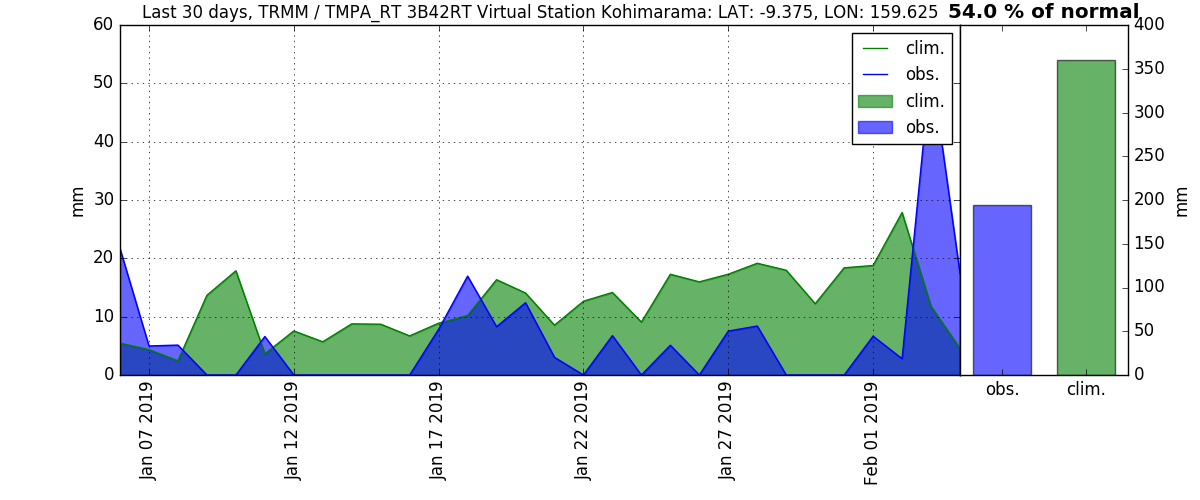 Last 30 days, TRMM / TMPA_RT 3B42RT Virtual Station Kohimarama: LAT: -9.375, LON: 159.625
54.0 % of normal
60
50
40
30
20
10
0
mm
clim.
obs.
clim.
obs.
Jan 07 2019
Jan 12 2019
Jan 17 2019
Jan 22 2019
Jan 27 2019
Feb 01 2019
400
350
300
250
200
150
100
50
0
mm
obs.
clim.